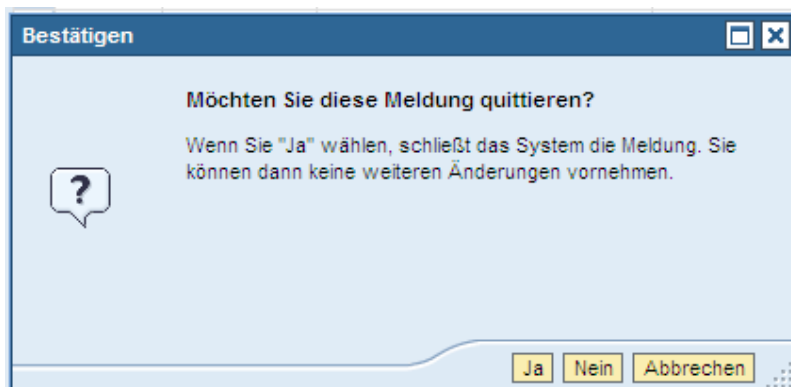 Bestätigen
Möchten Sie diese Meldung quittieren?
Wenn Sie "Ja" wählen, schließt das System die Meldung. Sie
können dann keine weiteren Änderungen vornehmen.
?
Ja Nein Abbrechen